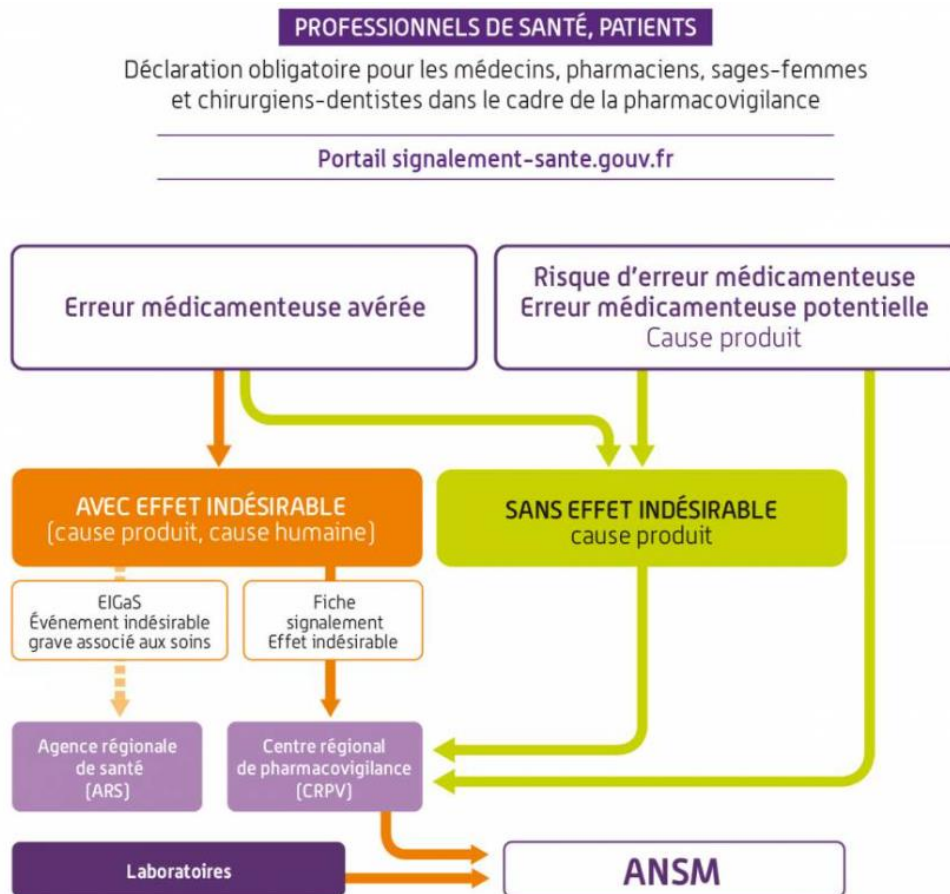 PROFESSIONNELS DE SANTÉ, PATIENTS
Déclaration obligatoire pour les médecins, pharmaciens, sages-femmes
et chirurgiens-dentistes dans le cadre de la pharmacovigilance
Portail signalement-sante.gouv.fr
Erreur médicamenteuse avérée
Risque d'erreur médicamenteuse
Erreur médicamenteuse potentielle
Cause produit
AVEC EFFET INDÉSIRABLE
(cause produit, cause humaine)
SANS EFFET INDÉSIRABLE
cause produit
EIGaS
Événement indésirable
grave associé aux soins
Fiche
signalement
Effet indésirable
Agence régionale
de santé
(ARS)
Centre régional
de pharmacovigilance
(CRPV)
Laboratoires
ANSM